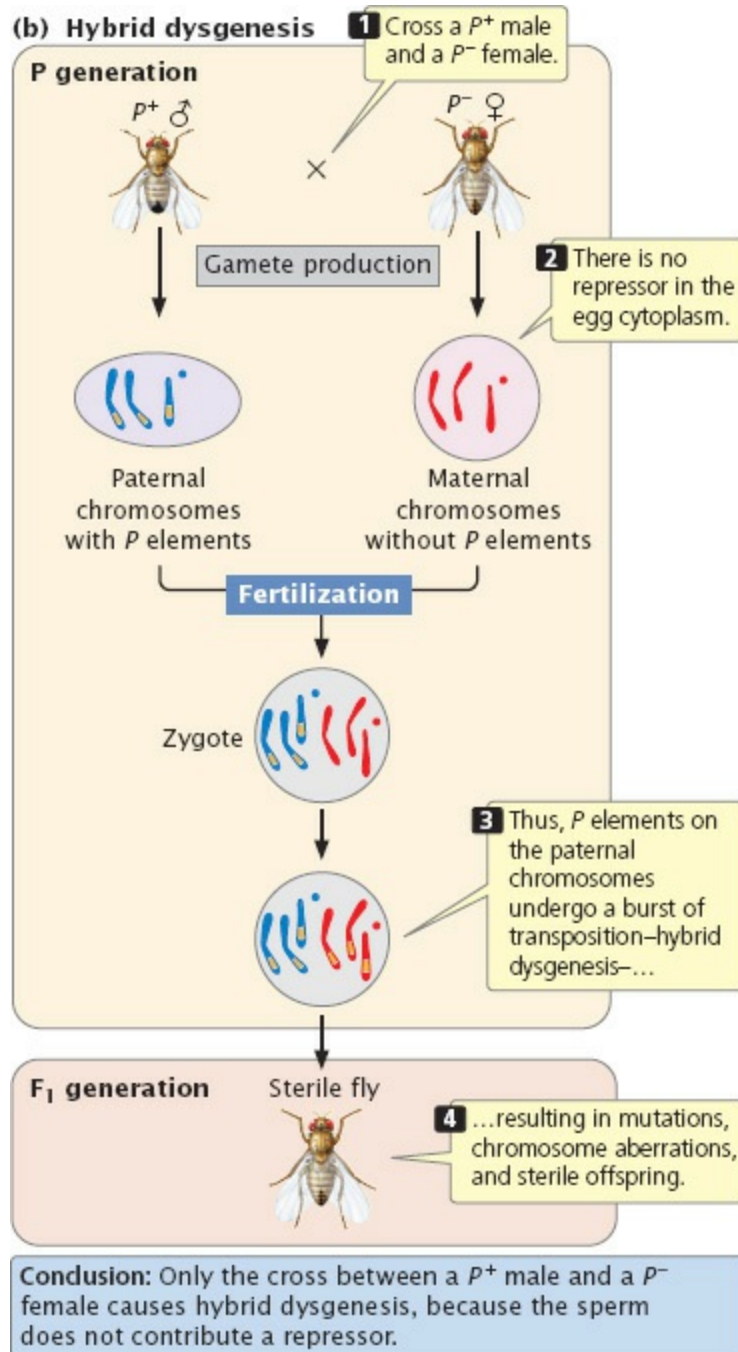 (b) Hybrid dysgenesis
1 Cross a P⁺ male
and a P⁻ female.
P generation
P⁺ ♂
P⁻ ♀
×
Gamete production
2 There is no
repressor in the
egg cytoplasm.
Paternal
chromosomes
with P elements
Maternal
chromosomes
without P elements
Fertilization
Zygote
3 Thus, P elements on
the paternal
chromosomes
undergo a burst of
transposition–hybrid
dysgenesis–...
F₁ generation
Sterile fly
4 ...resulting in mutations,
chromosome aberrations,
and sterile offspring.
Conclusion: Only the cross between a P⁺ male and a P⁻
female causes hybrid dysgenesis, because the sperm
does not contribute a repressor.